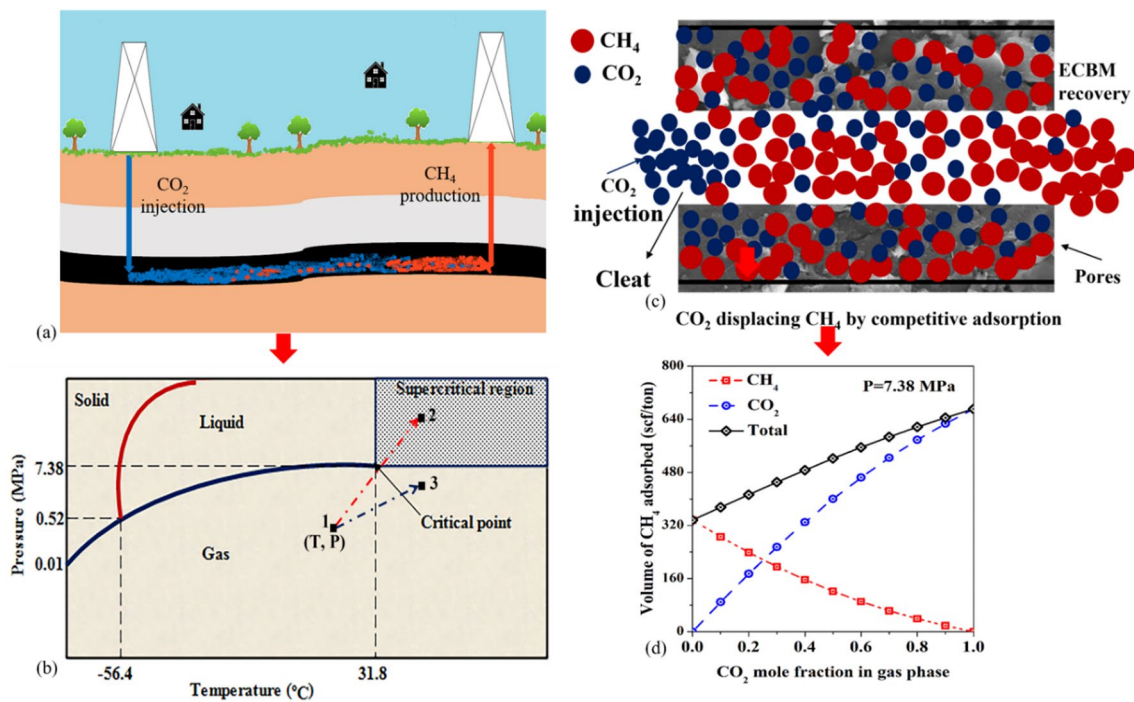 CO2
injection
CH4
production
(a)
CH4
CO2
ECBM
recovery
CO2
injection
Cleat
Pores
(c)
CO2 displacing CH4 by competitive adsorption
Solid
Liquid
Supercritical region
2
7.38
3
1
(T, P)
Critical point
0.52
0.01
Gas
Pressure (MPa)
(b)
-56.4
31.8
Temperature (°C)
800
640
480
320
160
0
Volume of CH4 adsorbed (scf/ton)
CH4
CO2
Total
P=7.38 MPa
(d)
0.0 0.2 0.4 0.6 0.8 1.0
CO2 mole fraction in gas phase